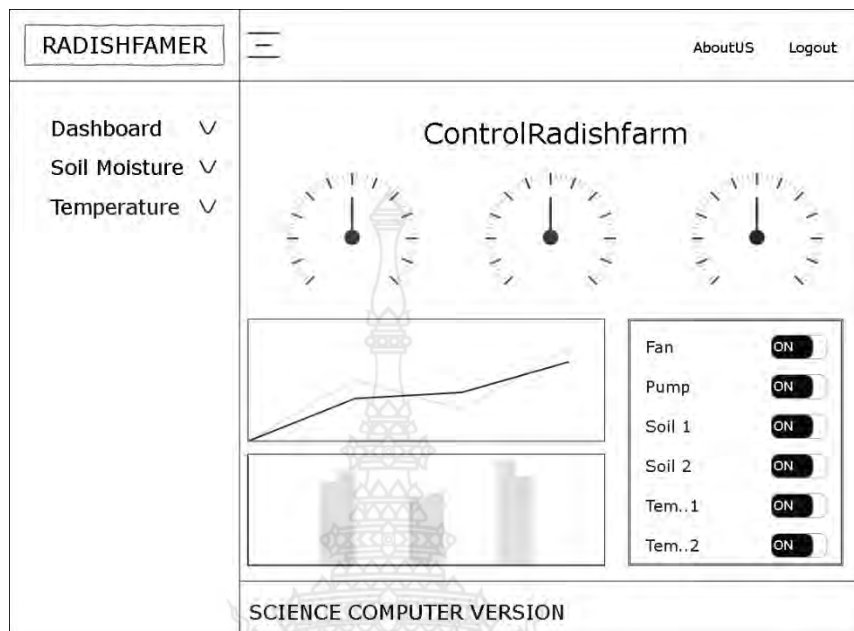 RADISHFAMER
AboutUS Logout
Dashboard
Soil Moisture
Temperature
ControlRadishfarm
Fan ON
Pump ON
Soil 1 ON
Soil 2 ON
Tem..1 ON
Tem..2 ON
SCIENCE COMPUTER VERSION